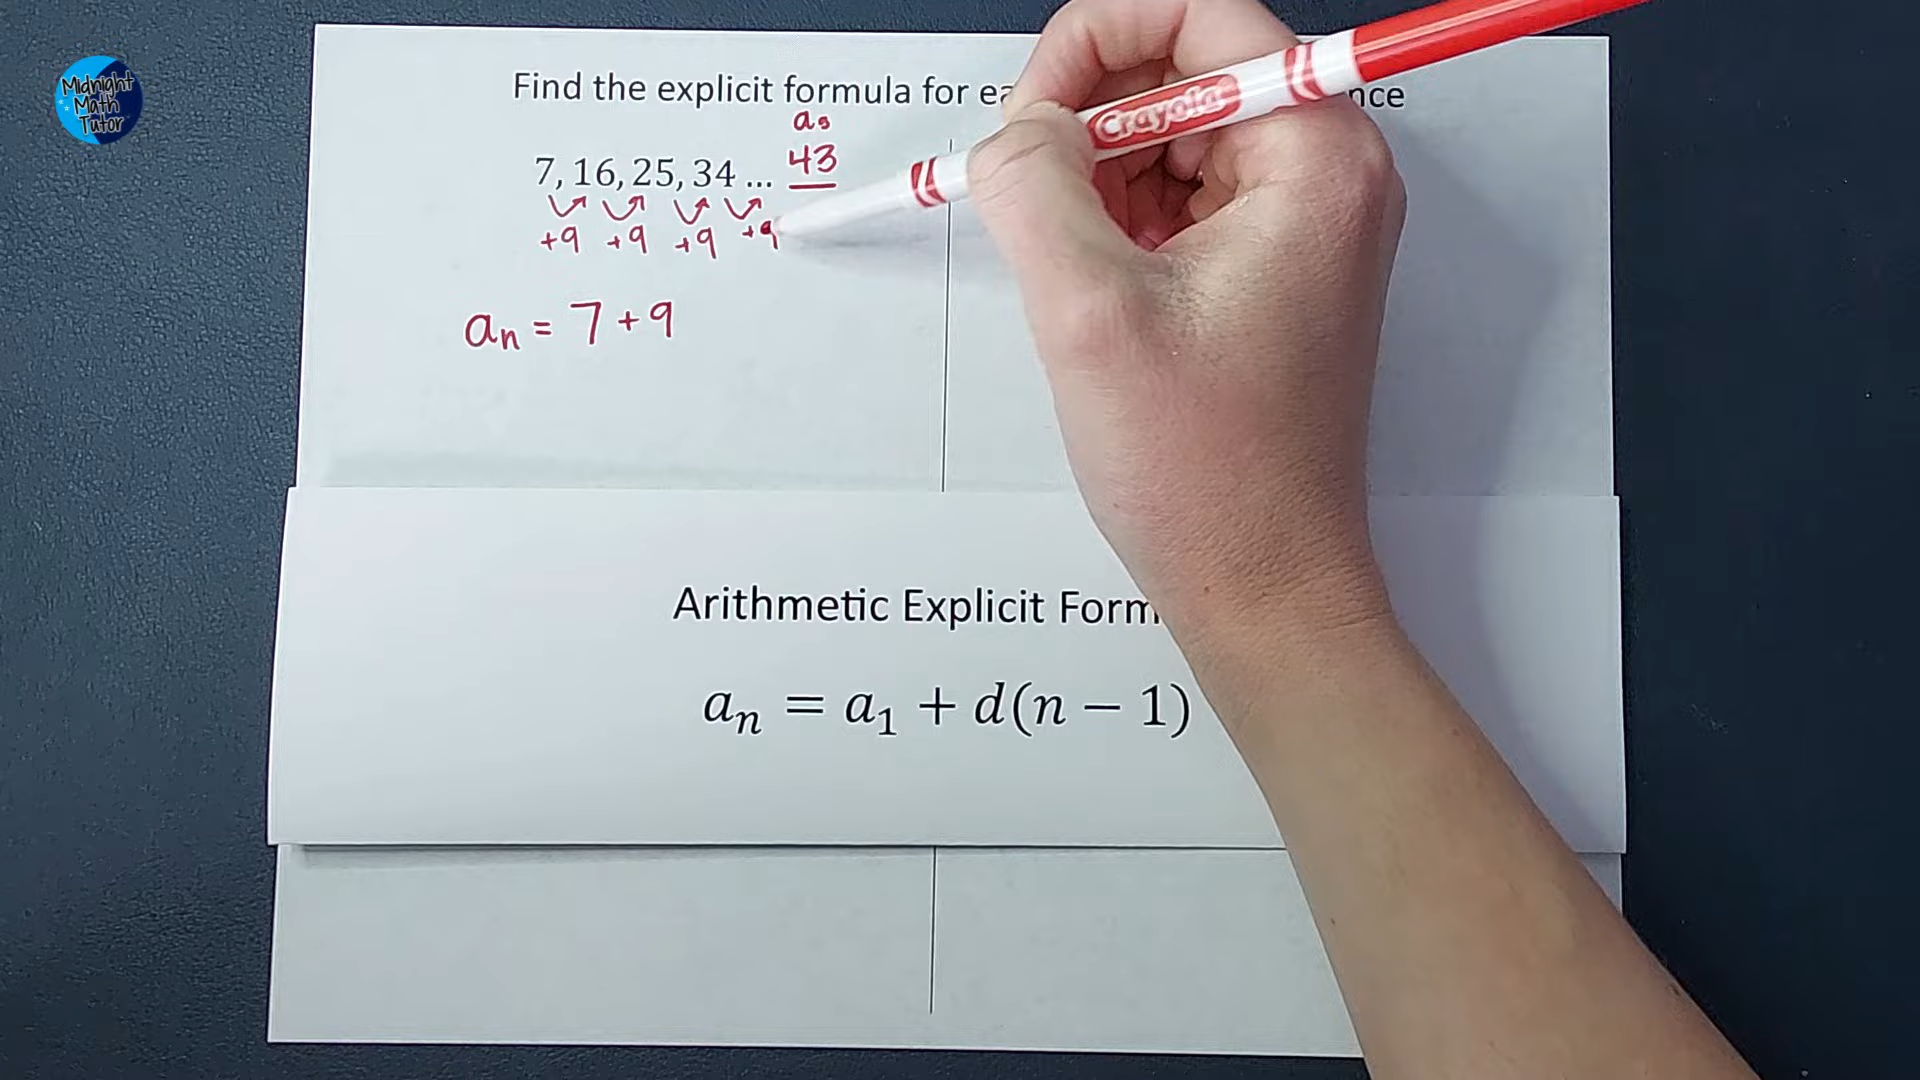 Midnight
Math
Tutor
Find the explicit formula for ea nce
a₅
7, 16, 25, 34 ... 43
+9 +9 +9 +9
aₙ = 7 + 9
Crayola
Arithmetic Explicit Form
aₙ = a₁ + d(n − 1)